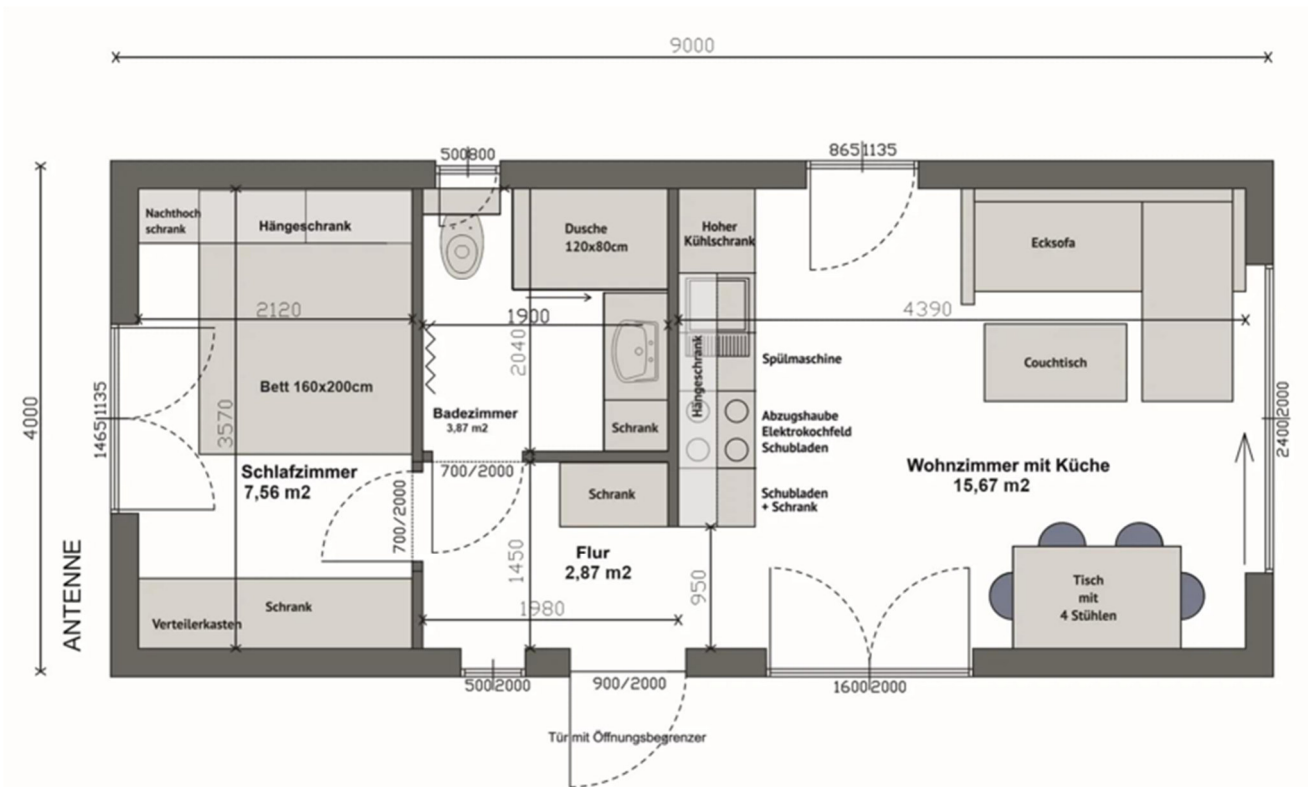 9000
500|800
865|1135
Nachthoch
schrank
Hängeschrank
Dusche
120x80cm
Hoher
Kühlschrank
Ecksofa
2120
1900
4390
2040
Hängeschrank
Spülmaschine
Couchtisch
4000
1465|1135
3570
Bett 160x200cm
Badezimmer
3,87 m2
Schrank
Abzugshaube
Elektrokochfeld
Schubladen
2400|2000
Schlafzimmer
7,56 m2
700/2000
700/2000
Schrank
Schubladen
+ Schrank
Wohnzimmer mit Küche
15,67 m2
ANTENNE
1450
Flur
2,87 m2
950
Tisch
mit
4 Stühlen
Schrank
Verteilerkasten
1980
500|2000
900/2000
1600|2000
Tür mit Öffnungsbegrenzer